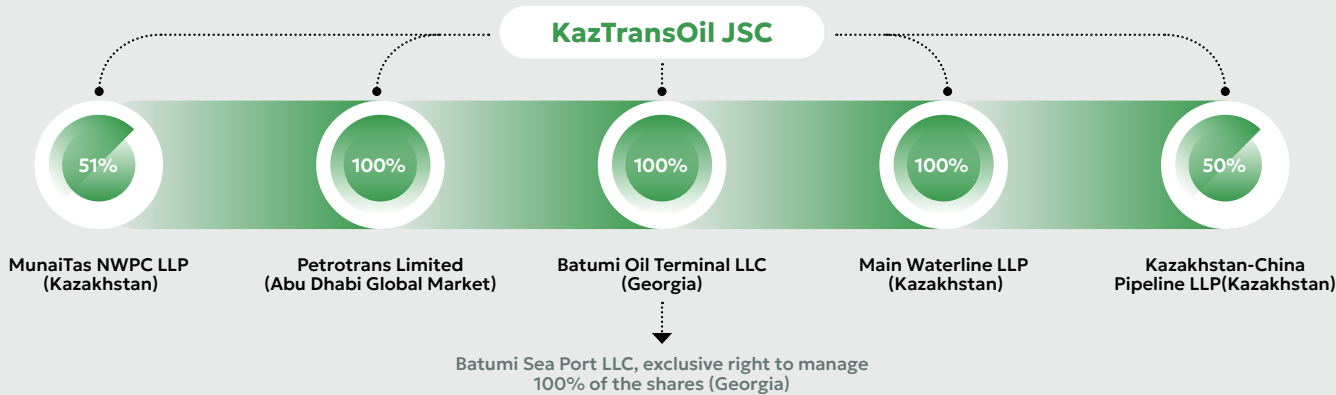 KazTransOil JSC
51%
100%
100%
100%
50%
MunaiTas NWPC LLP
(Kazakhstan)
Petrotrans Limited
(Abu Dhabi Global Market)
Batumi Oil Terminal LLC
(Georgia)
Main Waterline LLP
(Kazakhstan)
Kazakhstan-China
Pipeline LLP(Kazakhstan)
Batumi Sea Port LLC, exclusive right to manage
100% of the shares (Georgia)